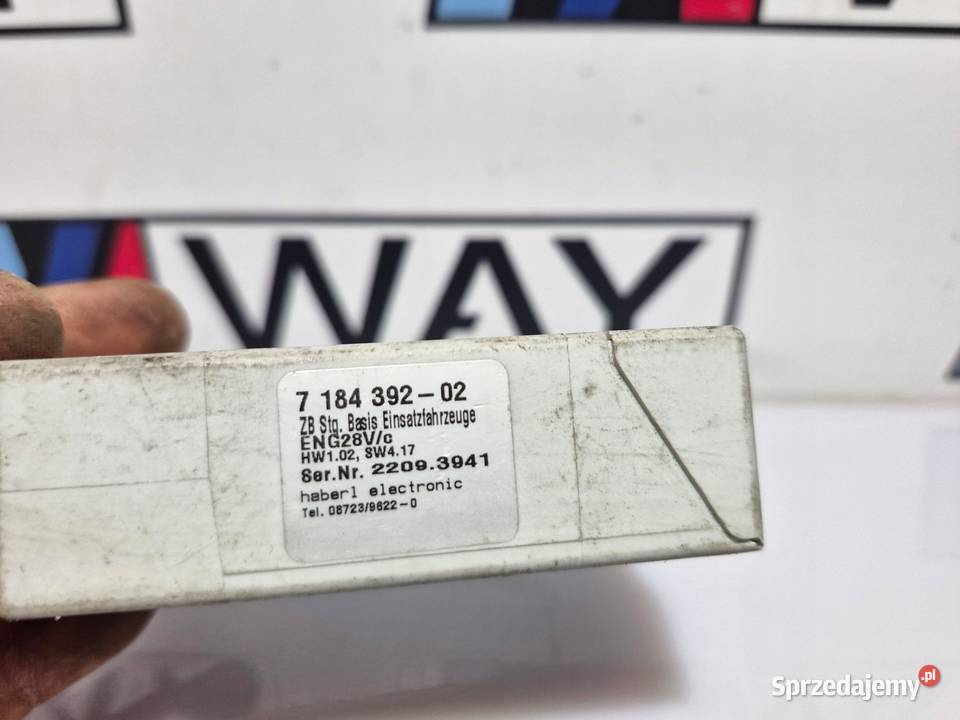 WAY
7 184 392-02
ZB Stg. Basis Einsatzfahrzeuge
ENG28V/c
HW1.02, SW4.17
Ser.Nr. 2209.3941
haberl electronic
Tel. 08723/9622-0
Sprzedajemy.pl